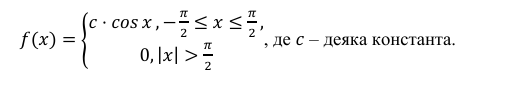 f(x) = { c · cos x , −π/2 ≤ x ≤ π/2 ,
0, |x| > π/2 , де c – деяка константа.